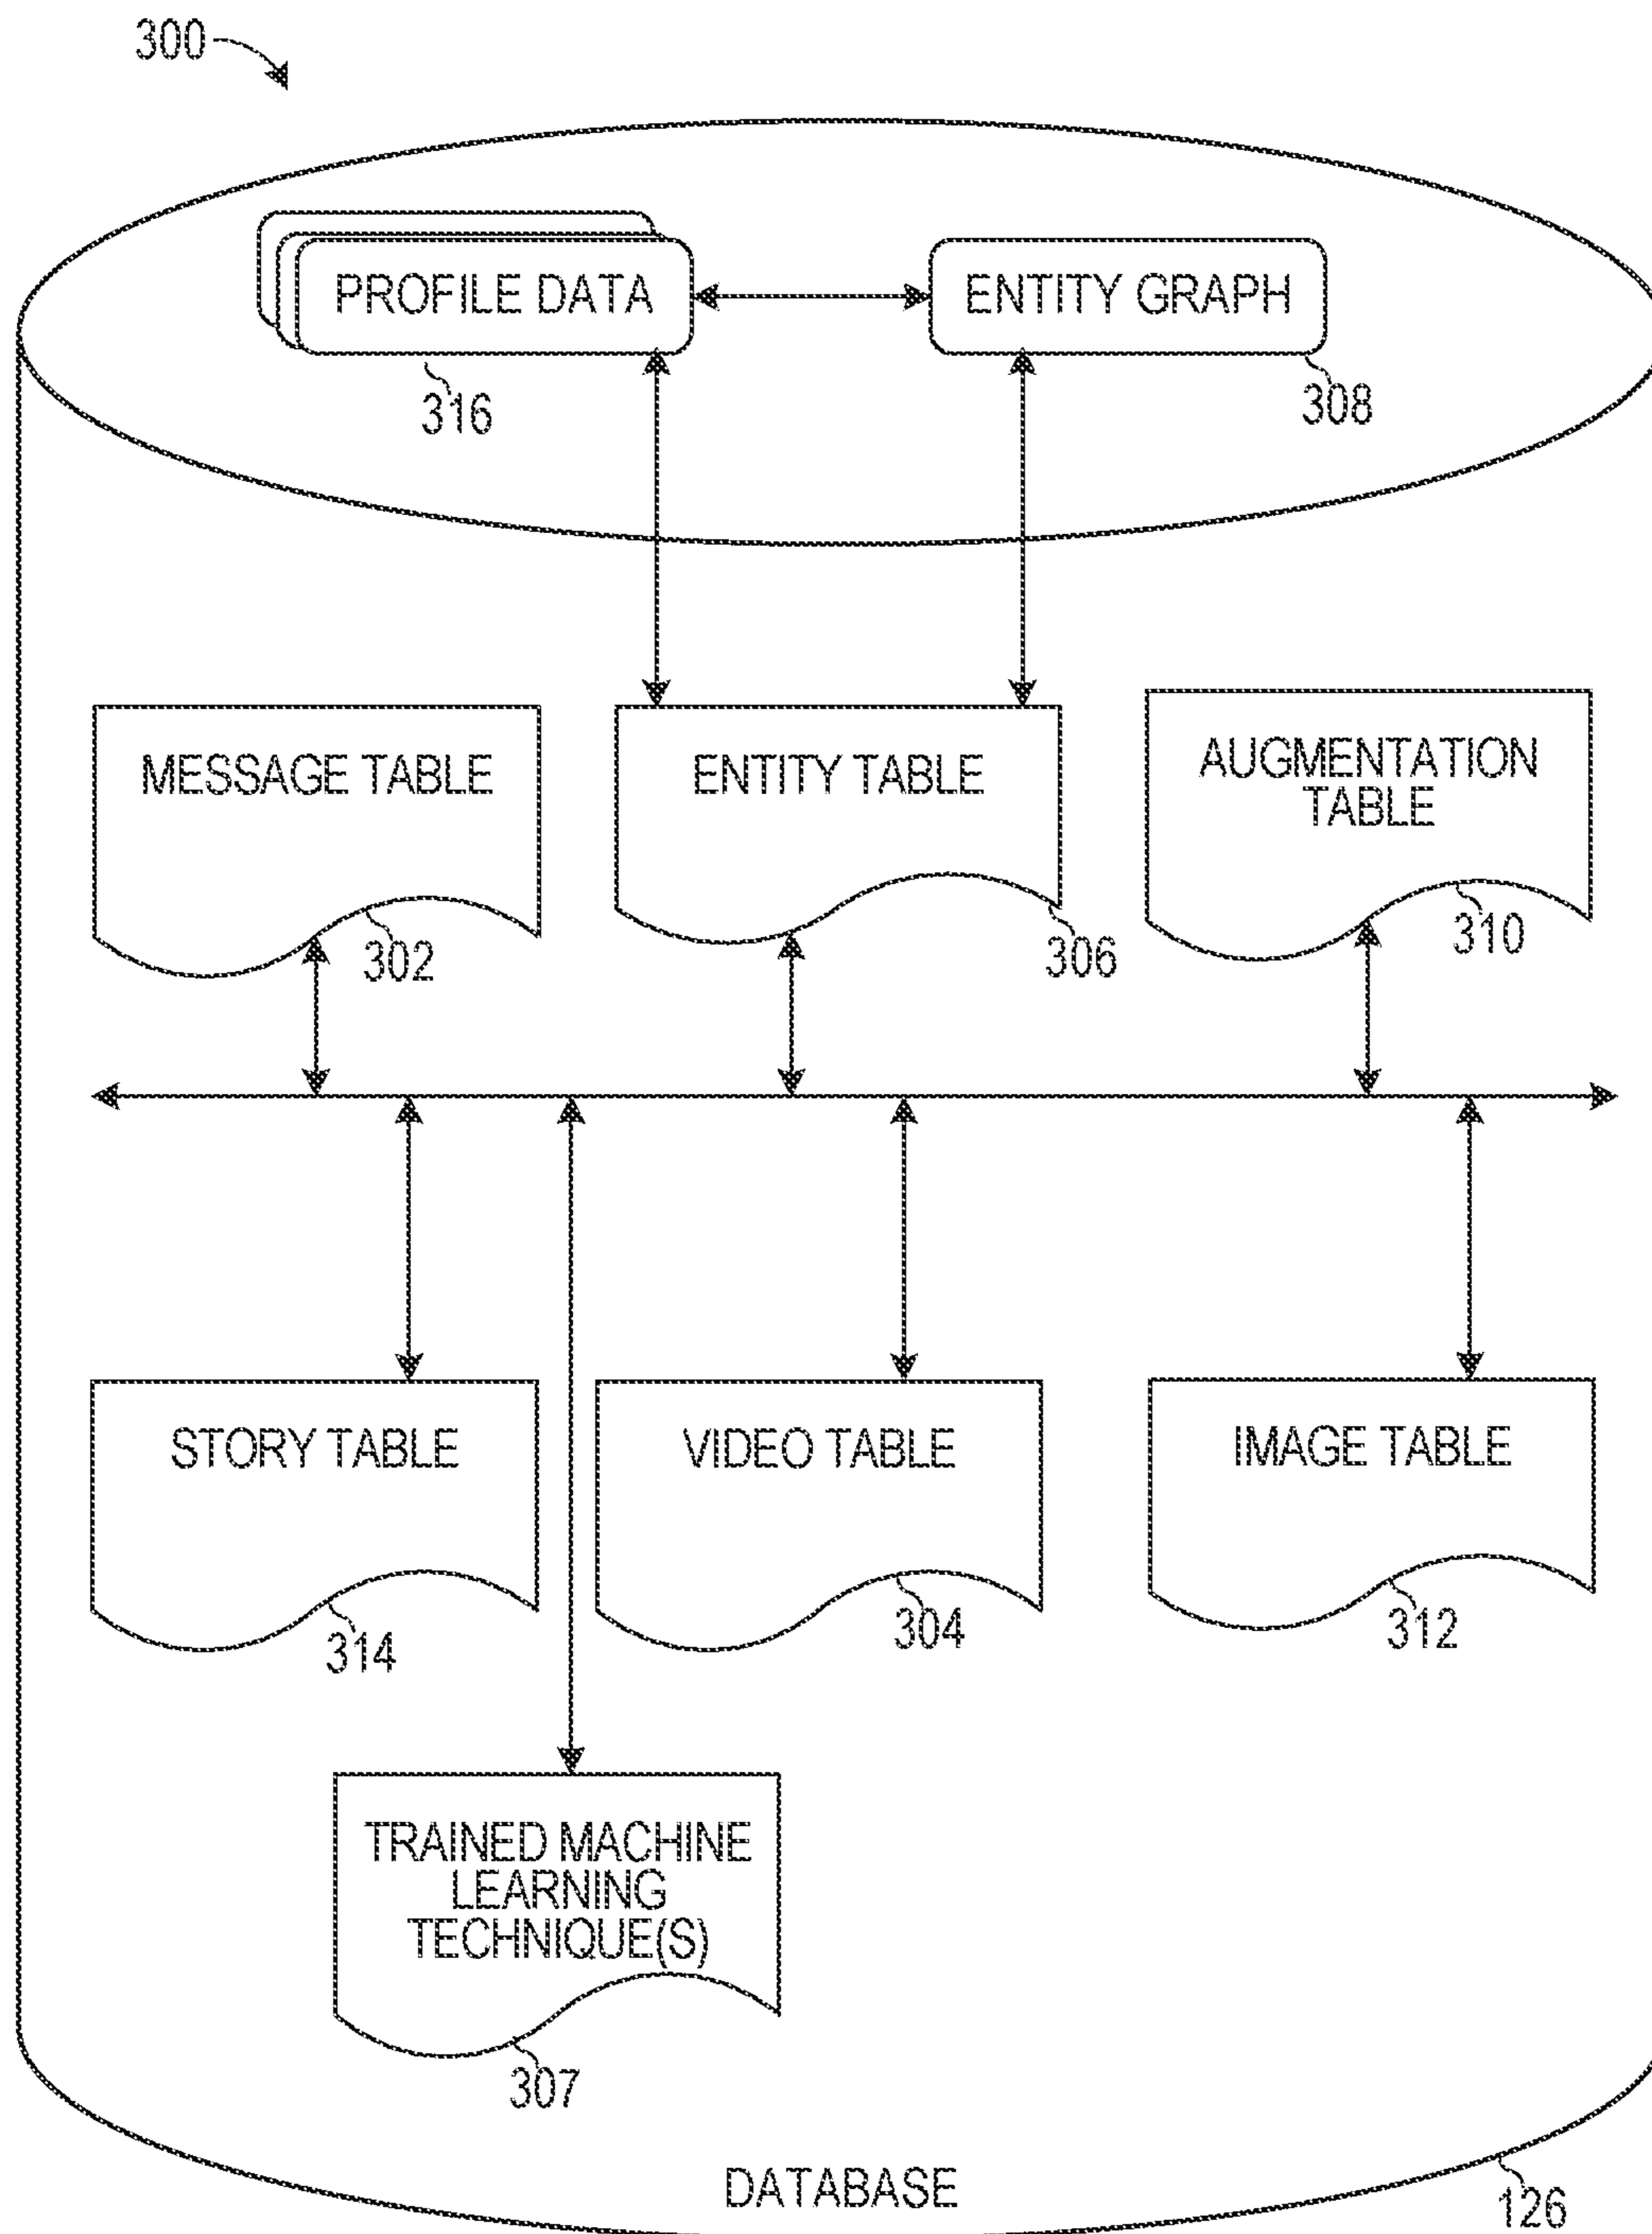 300
PROFILE DATA
ENTITY GRAPH
316
308
MESSAGE TABLE
ENTITY TABLE
AUGMENTATION
TABLE
302
306
310
STORY TABLE
VIDEO TABLE
IMAGE TABLE
314
304
312
TRAINED MACHINE
LEARNING
TECHNIQUE(S)
307
DATABASE
126